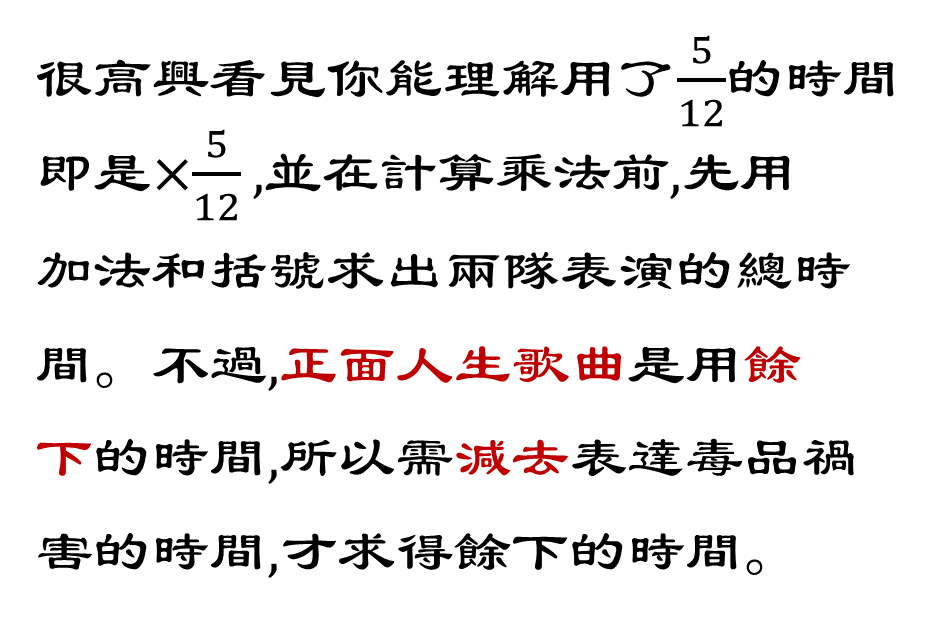 很高興看見你能理解用了5/12的時間
即是×5/12,並在計算乘法前,先用
加法和括號求出兩隊表演的總時
間。不過,正面人生歌曲是用餘
下的時間,所以需減去表達毒品禍
害的時間,才求得餘下的時間。